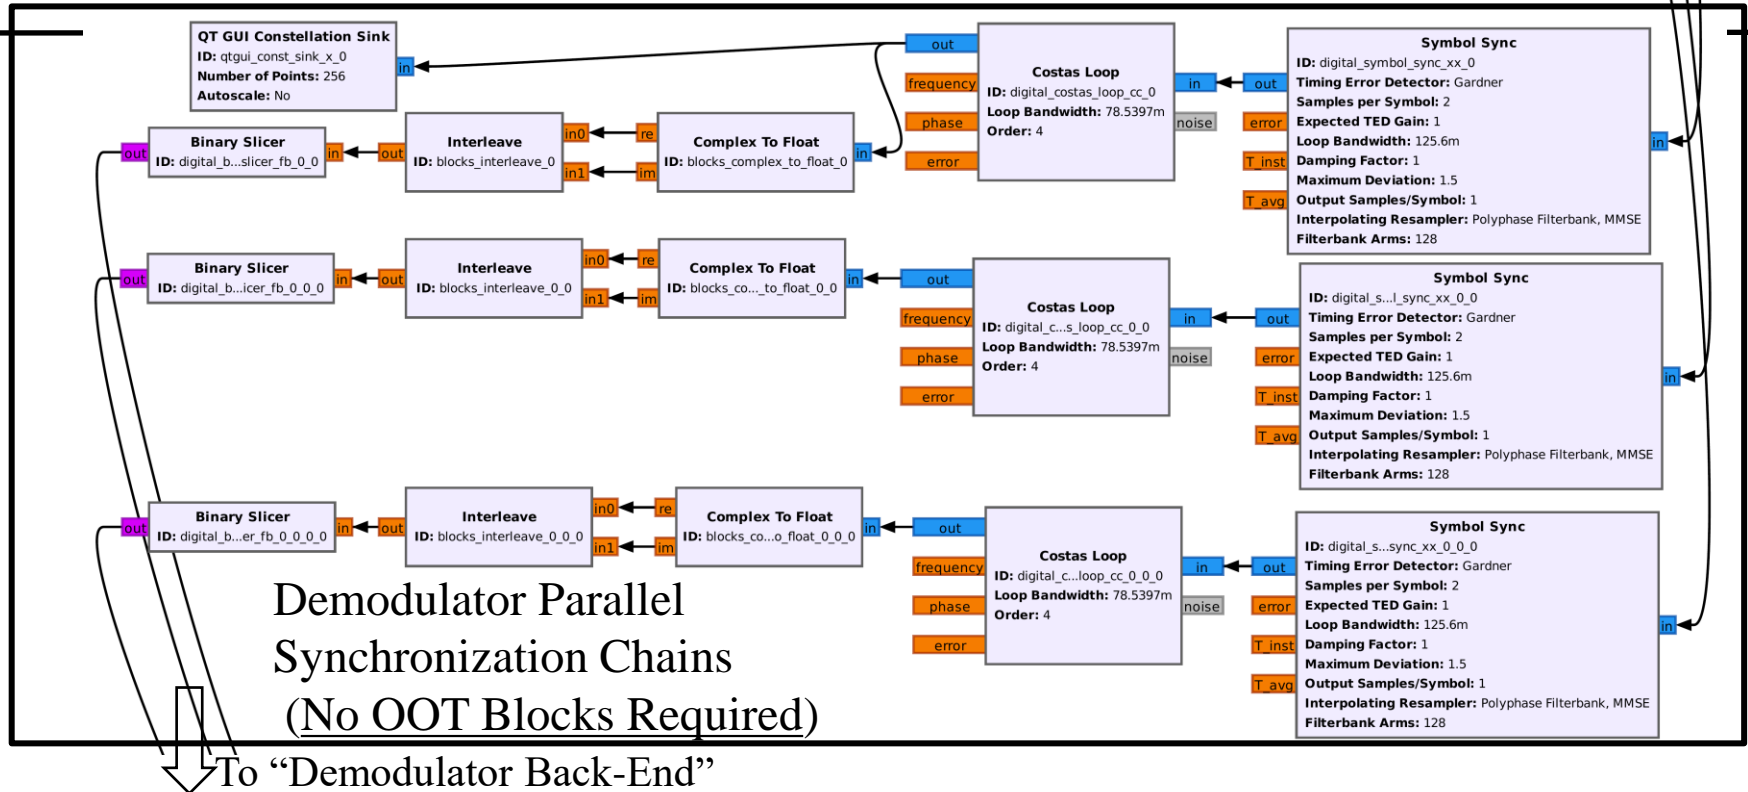 QT GUI Constellation Sink
ID: qtgui_const_sink_x_0
Number of Points: 256
Autoscale: No
in
out
frequency
phase
error
Costas Loop
ID: digital_costas_loop_cc_0
Loop Bandwidth: 78.5397m
Order: 4
in
noise
out
error
T_inst
T_avg
Symbol Sync
ID: digital_symbol_sync_xx_0
Timing Error Detector: Gardner
Samples per Symbol: 2
Expected TED Gain: 1
Loop Bandwidth: 125.6m
Damping Factor: 1
Maximum Deviation: 1.5
Output Samples/Symbol: 1
Interpolating Resampler: Polyphase Filterbank, MMSE
Filterbank Arms: 128
in
out
Binary Slicer
ID: digital_b...slicer_fb_0_0
in
out
Interleave
ID: blocks_interleave_0
in0
in1
re
im
Complex To Float
ID: blocks_complex_to_float_0
in
out
Binary Slicer
ID: digital_b...icer_fb_0_0_0
in
out
Interleave
ID: blocks_interleave_0_0
in0
in1
re
im
Complex To Float
ID: blocks_co..._to_float_0_0
in
out
frequency
phase
error
Costas Loop
ID: digital_c...s_loop_cc_0_0
Loop Bandwidth: 78.5397m
Order: 4
in
noise
out
error
T_inst
T_avg
Symbol Sync
ID: digital_s...l_sync_xx_0_0
Timing Error Detector: Gardner
Samples per Symbol: 2
Expected TED Gain: 1
Loop Bandwidth: 125.6m
Damping Factor: 1
Maximum Deviation: 1.5
Output Samples/Symbol: 1
Interpolating Resampler: Polyphase Filterbank, MMSE
Filterbank Arms: 128
in
out
Binary Slicer
ID: digital_b...er_fb_0_0_0_0
in
out
Interleave
ID: blocks_interleave_0_0_0
in0
in1
re
im
Complex To Float
ID: blocks_co...o_float_0_0_0
in
out
frequency
phase
error
Costas Loop
ID: digital_c...loop_cc_0_0_0
Loop Bandwidth: 78.5397m
Order: 4
in
noise
out
error
T_inst
T_avg
Symbol Sync
ID: digital_s...sync_xx_0_0_0
Timing Error Detector: Gardner
Samples per Symbol: 2
Expected TED Gain: 1
Loop Bandwidth: 125.6m
Damping Factor: 1
Maximum Deviation: 1.5
Output Samples/Symbol: 1
Interpolating Resampler: Polyphase Filterbank, MMSE
Filterbank Arms: 128
in
Demodulator Parallel
Synchronization Chains
(No OOT Blocks Required)
To “Demodulator Back-End”